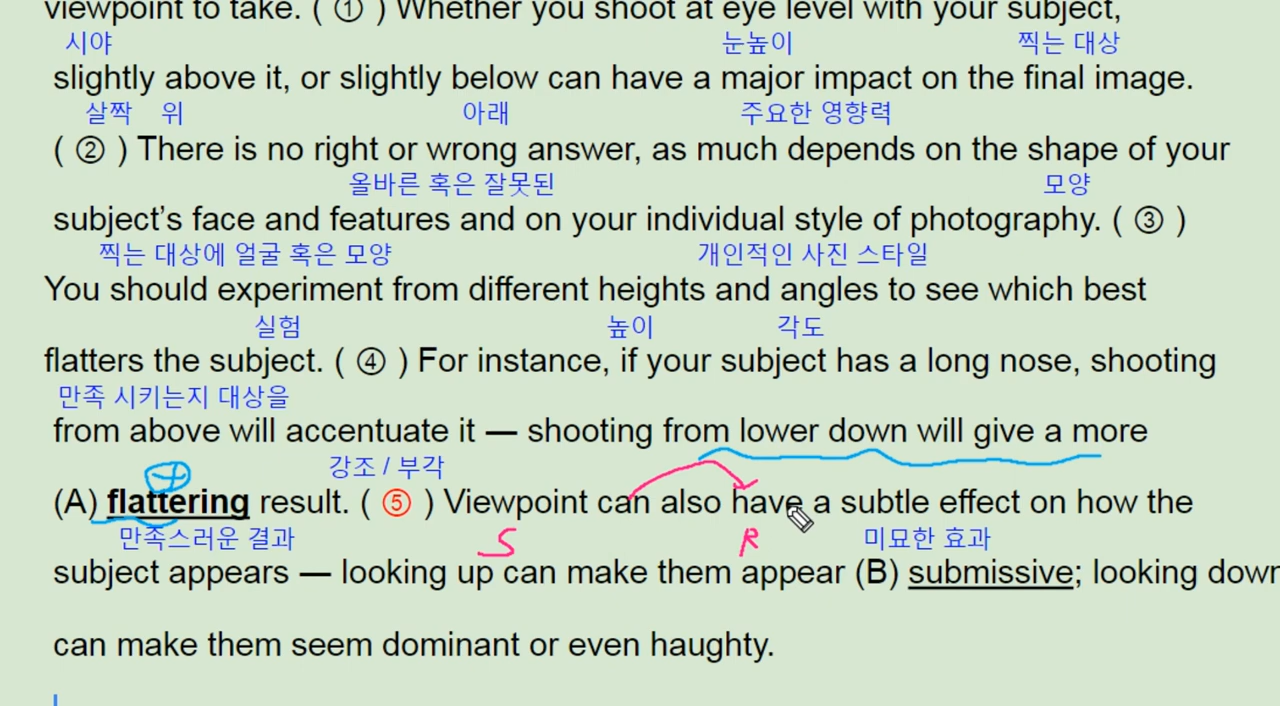 viewpoint to take. ( ① ) Whether you shoot at eye level with your subject,
시야 눈높이 찍는 대상
slightly above it, or slightly below can have a major impact on the final image.
살짝 위 아래 주요한 영향력
( ② ) There is no right or wrong answer, as much depends on the shape of your
올바른 혹은 잘못된 모양
subject's face and features and on your individual style of photography. ( ③ )
찍는 대상에 얼굴 혹은 모양 개인적인 사진 스타일
You should experiment from different heights and angles to see which best
실험 높이 각도
flatters the subject. ( ④ ) For instance, if your subject has a long nose, shooting
만족 시키는지 대상을
from above will accentuate it — shooting from lower down will give a more
강조 / 부각
(A) flattering result. ( ⑤ ) Viewpoint can also have a subtle effect on how the
만족스러운 결과 S R 미묘한 효과
subject appears — looking up can make them appear (B) submissive; looking down
can make them seem dominant or even haughty.